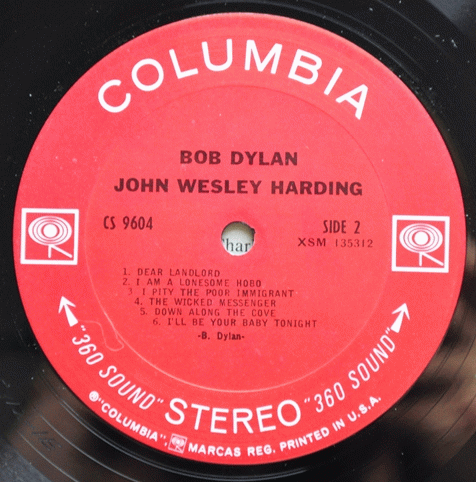 COLUMBIA
BOB DYLAN
JOHN WESLEY HARDING
CS 9604
SIDE 2
XSM 135312
har
1. DEAR LANDLORD
2. I AM A LONESOME HOBO
3. I PITY THE POOR IMMIGRANT
4. THE WICKED MESSENGER
5. DOWN ALONG THE COVE
6. I'LL BE YOUR BABY TONIGHT
-B. Dylan-
"360 SOUND" STEREO "360 SOUND"
®"COLUMBIA", MARCAS REG. PRINTED IN U.S.A.